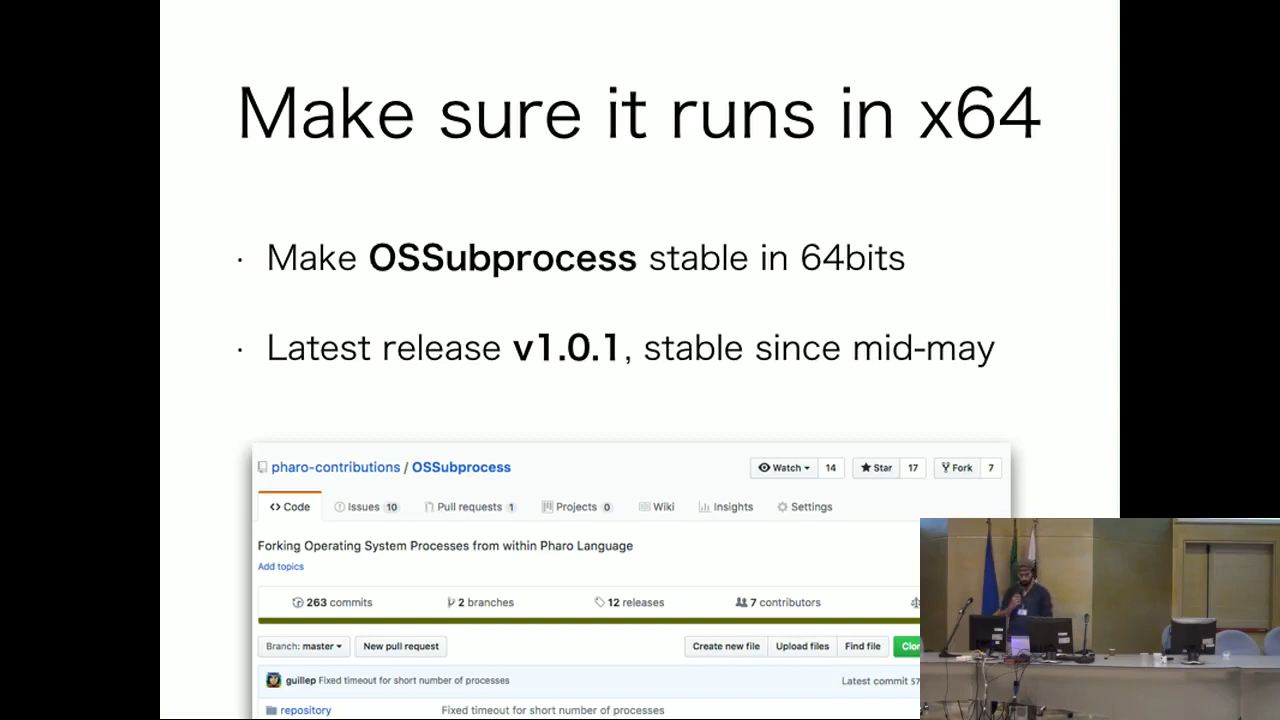 Make sure it runs in x64
· Make OSSubprocess stable in 64bits
· Latest release v1.0.1, stable since mid-may
pharo-contributions / OSSubprocess
Watch 14 Star 17 Fork 7
Code Issues 10 Pull requests 1 Projects 0 Wiki Insights Settings
Forking Operating System Processes from within Pharo Language
Add topics
263 commits 2 branches 12 releases 7 contributors
Branch: master New pull request Create new file Upload files Find file
guillep Fixed timeout for short number of processes Latest commit 57
repository Fixed timeout for short number of processes